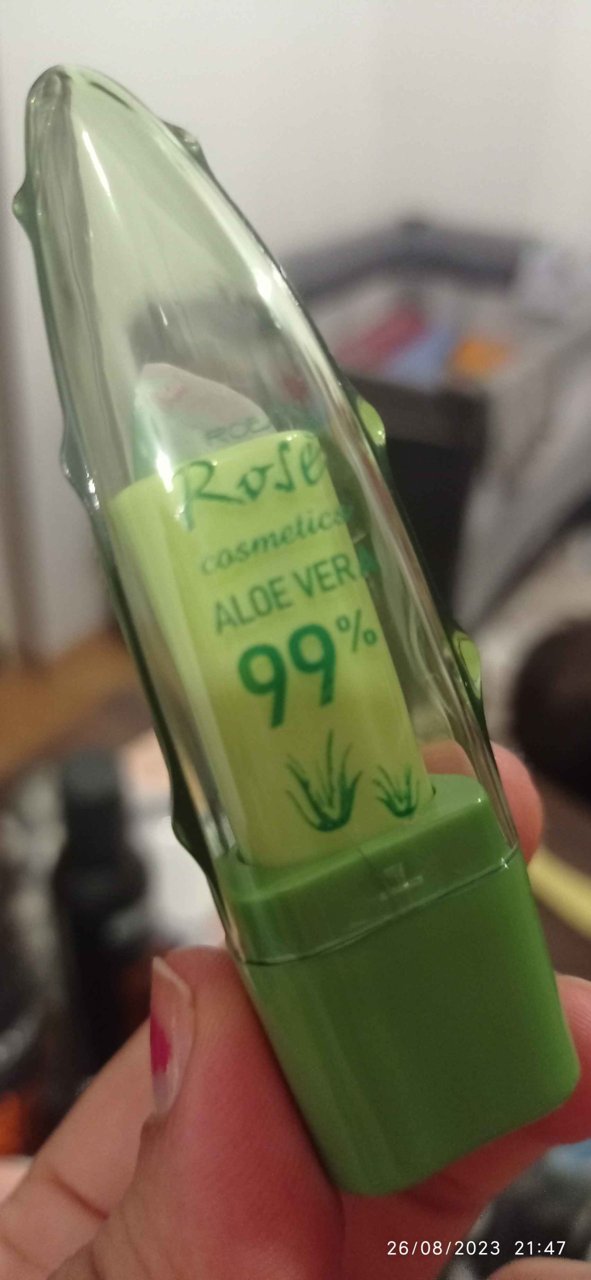 Rose
cosmetics
ALOE VERA
99%
26/08/2023 21:47